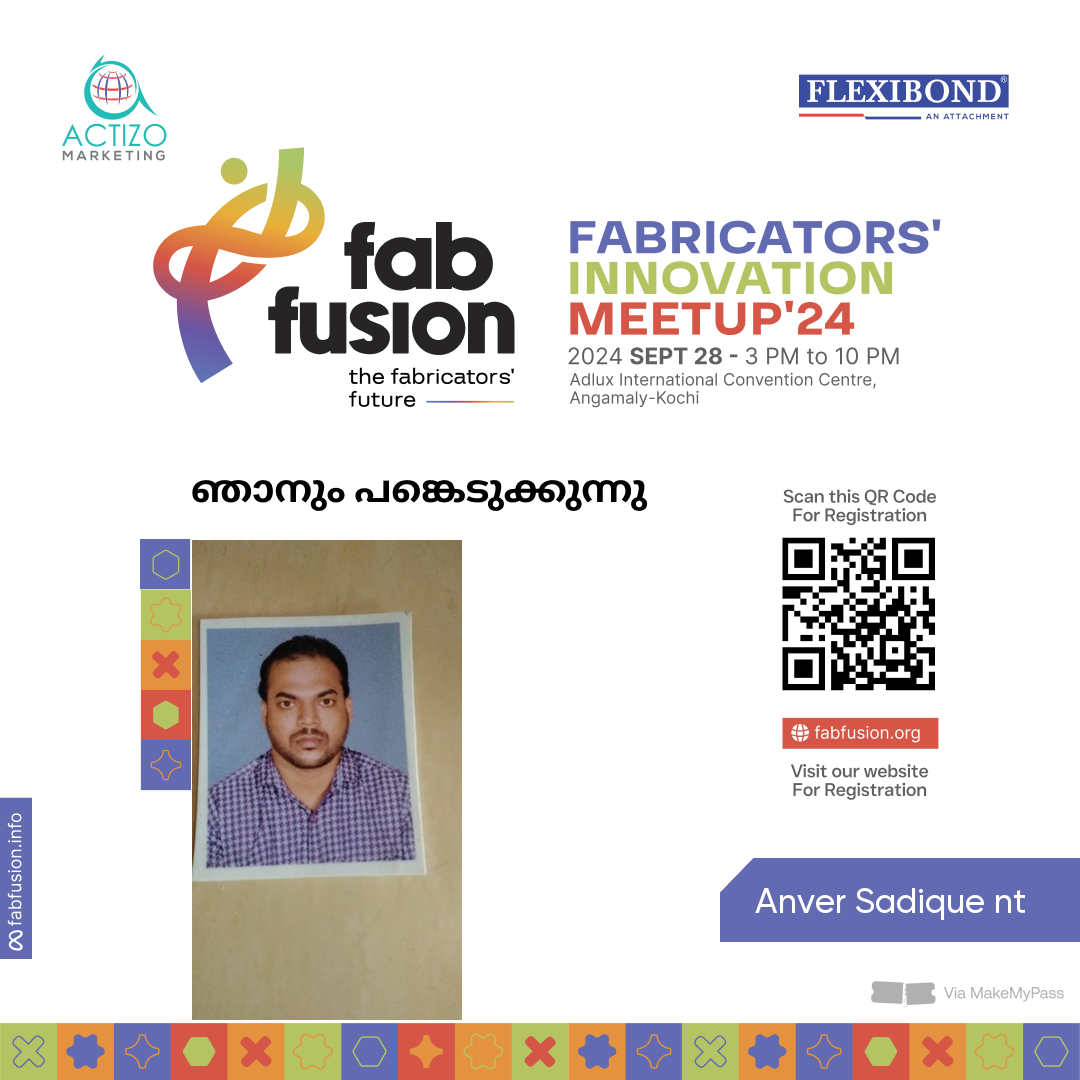 ACTIZO
MARKETING
FLEXIBOND®
AN ATTACHMENT
fab
fusion
the fabricators'
future
FABRICATORS'
INNOVATION
MEETUP'24
2024 SEPT 28 - 3 PM to 10 PM
Adlux International Convention Centre,
Angamaly-Kochi
ഞാനും പങ്കെടുക്കുന്നു
Scan this QR Code
For Registration
fabfusion.org
Visit our website
For Registration
fabfusion.info
Anver Sadique nt
Via MakeMyPass